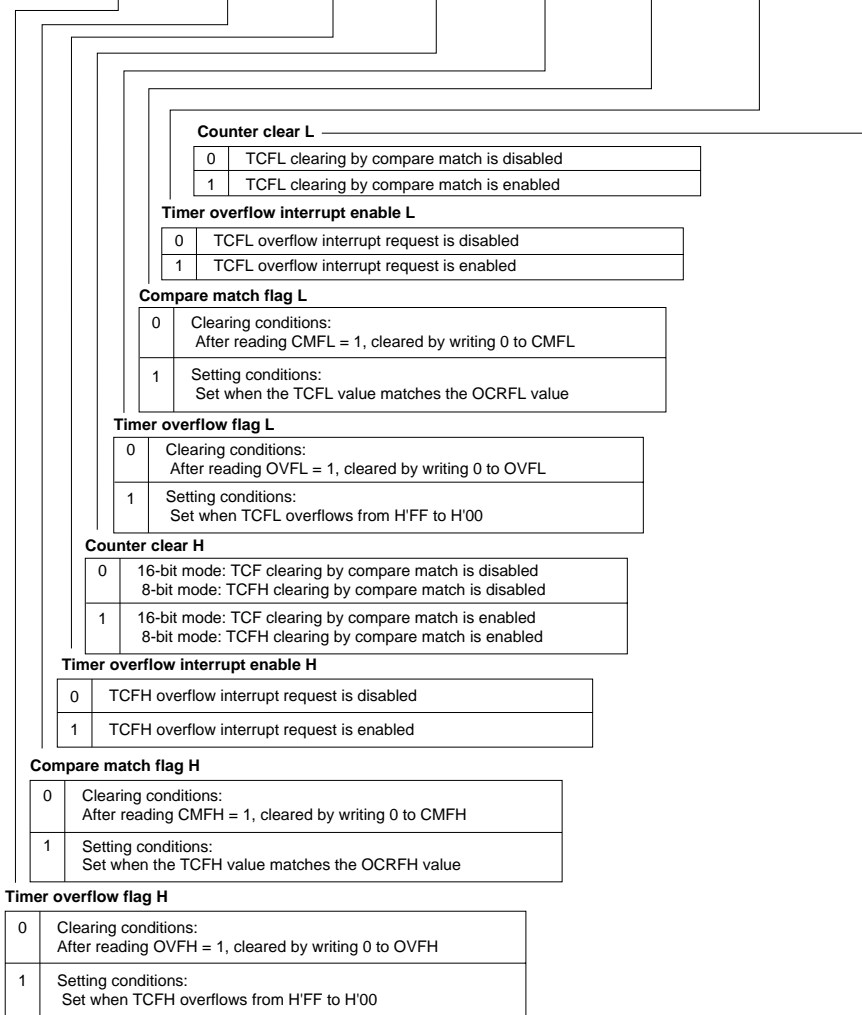 Counter clear L
0 TCFL clearing by compare match is disabled
1 TCFL clearing by compare match is enabled
Timer overflow interrupt enable L
0 TCFL overflow interrupt request is disabled
1 TCFL overflow interrupt request is enabled
Compare match flag L
0 Clearing conditions:
After reading CMFL = 1, cleared by writing 0 to CMFL
1 Setting conditions:
Set when the TCFL value matches the OCRFL value
Timer overflow flag L
0 Clearing conditions:
After reading OVFL = 1, cleared by writing 0 to OVFL
1 Setting conditions:
Set when TCFL overflows from H'FF to H'00
Counter clear H
0 16-bit mode: TCF clearing by compare match is disabled
8-bit mode: TCFH clearing by compare match is disabled
1 16-bit mode: TCF clearing by compare match is enabled
8-bit mode: TCFH clearing by compare match is enabled
Timer overflow interrupt enable H
0 TCFH overflow interrupt request is disabled
1 TCFH overflow interrupt request is enabled
Compare match flag H
0 Clearing conditions:
After reading CMFH = 1, cleared by writing 0 to CMFH
1 Setting conditions:
Set when the TCFH value matches the OCRFH value
Timer overflow flag H
0 Clearing conditions:
After reading OVFH = 1, cleared by writing 0 to OVFH
1 Setting conditions:
Set when TCFH overflows from H'FF to H'00